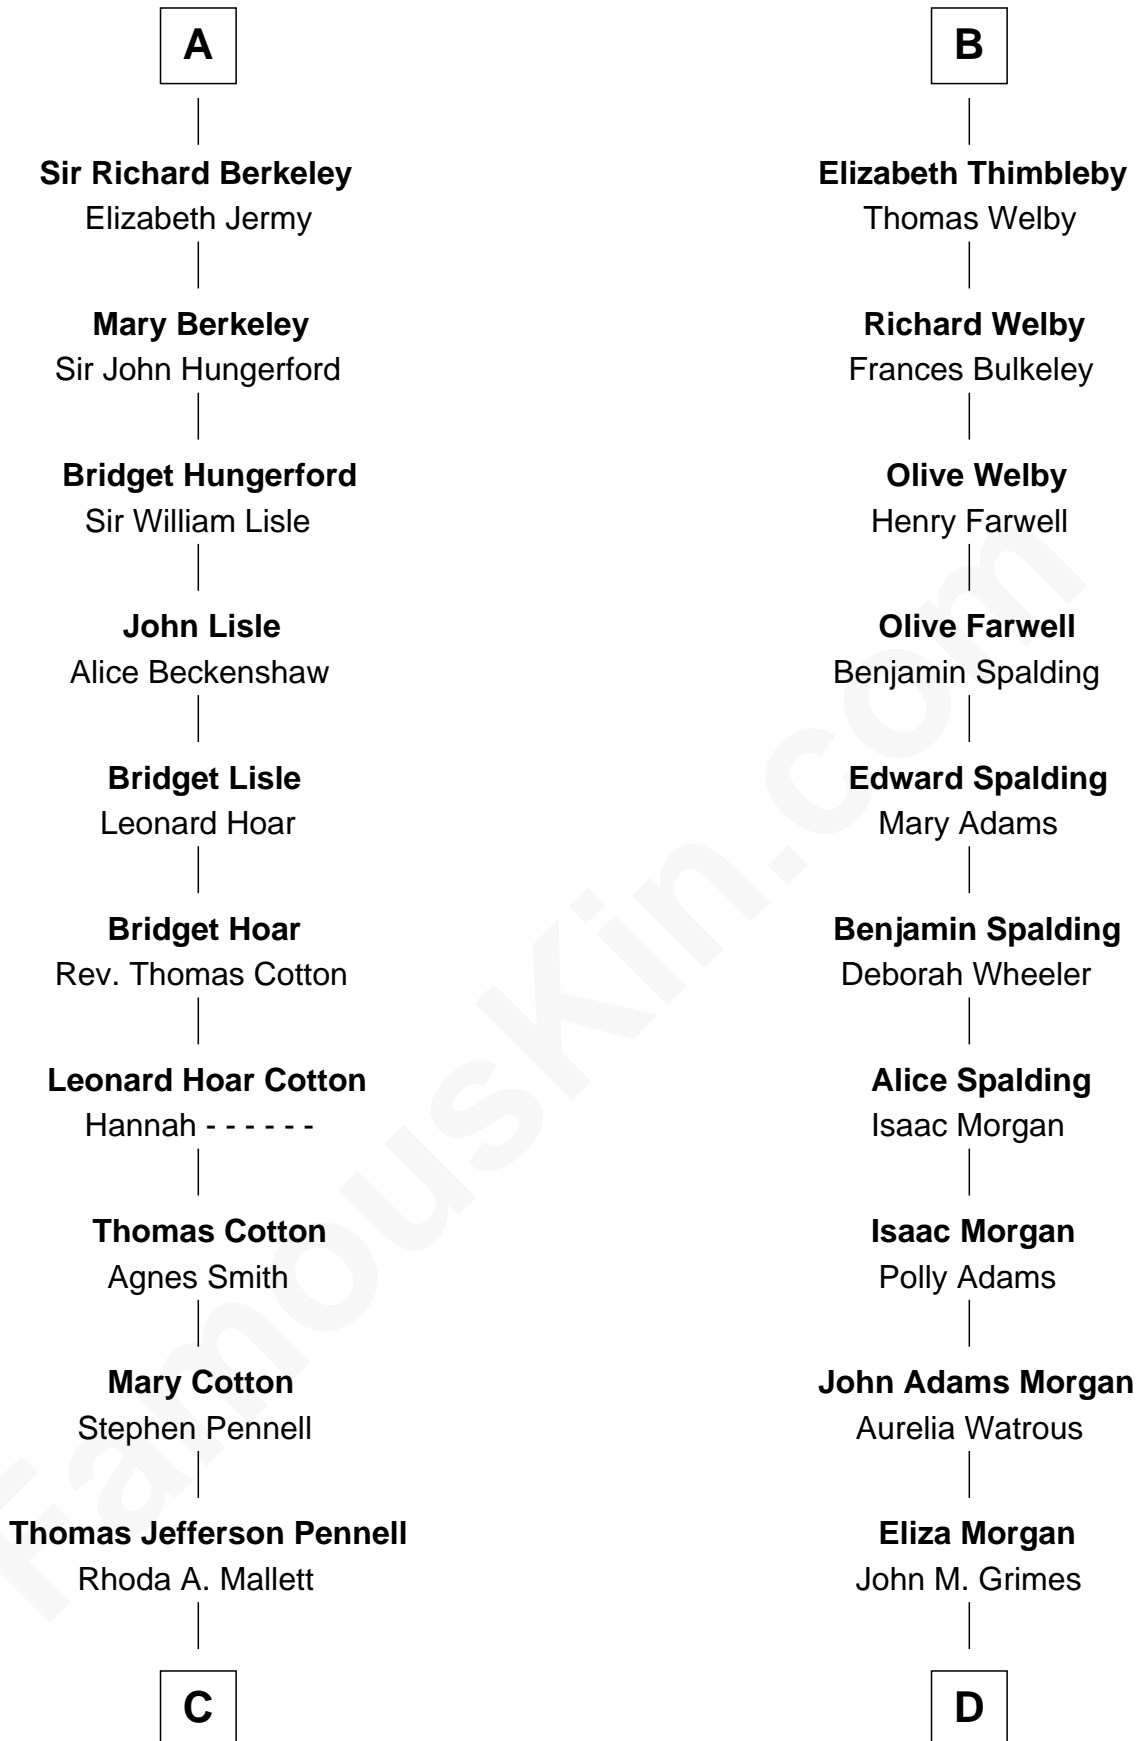 A
Sir Richard Berkeley
Elizabeth Jermy
Mary Berkeley
Sir John Hungerford
Bridget Hungerford
Sir William Lisle
John Lisle
Alice Beckenshaw
Bridget Lisle
Leonard Hoar
Bridget Hoar
Rev. Thomas Cotton
Leonard Hoar Cotton
Hannah - - - - - -
Thomas Cotton
Agnes Smith
Mary Cotton
Stephen Pennell
Thomas Jefferson Pennell
Rhoda A. Mallett
C
B
Elizabeth Thimbleby
Thomas Welby
Richard Welby
Frances Bulkeley
Olive Welby
Henry Farwell
Olive Farwell
Benjamin Spalding
Edward Spalding
Mary Adams
Benjamin Spalding
Deborah Wheeler
Alice Spalding
Isaac Morgan
Isaac Morgan
Polly Adams
John Adams Morgan
Aurelia Watrous
Eliza Morgan
John M. Grimes
D
FamousKin.com